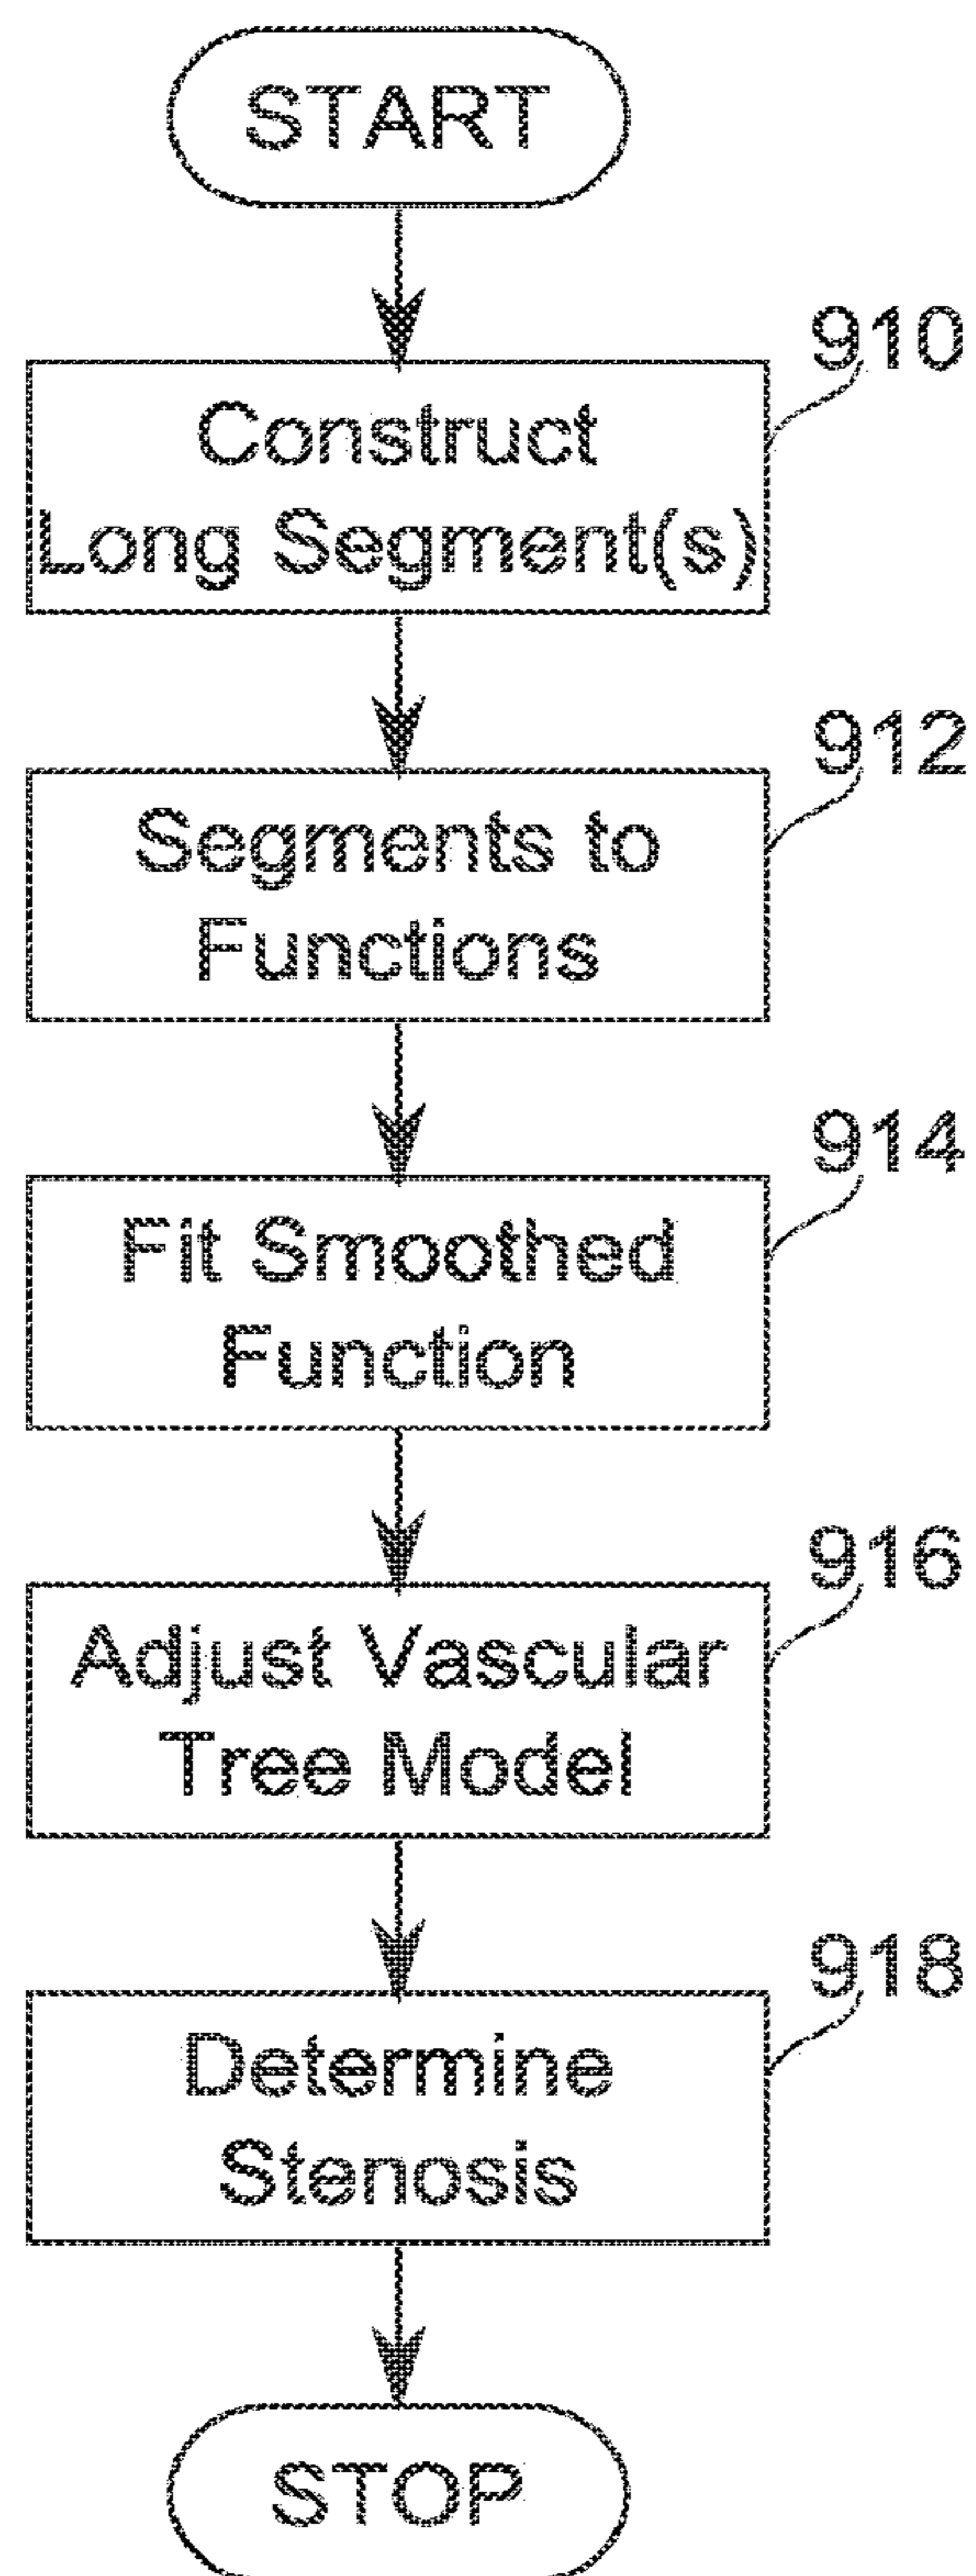 START
910
Construct
Long Segment(s)
912
Segments to
Functions
914
Fit Smoothed
Function
916
Adjust Vascular
Tree Model
918
Determine
Stenosis
STOP